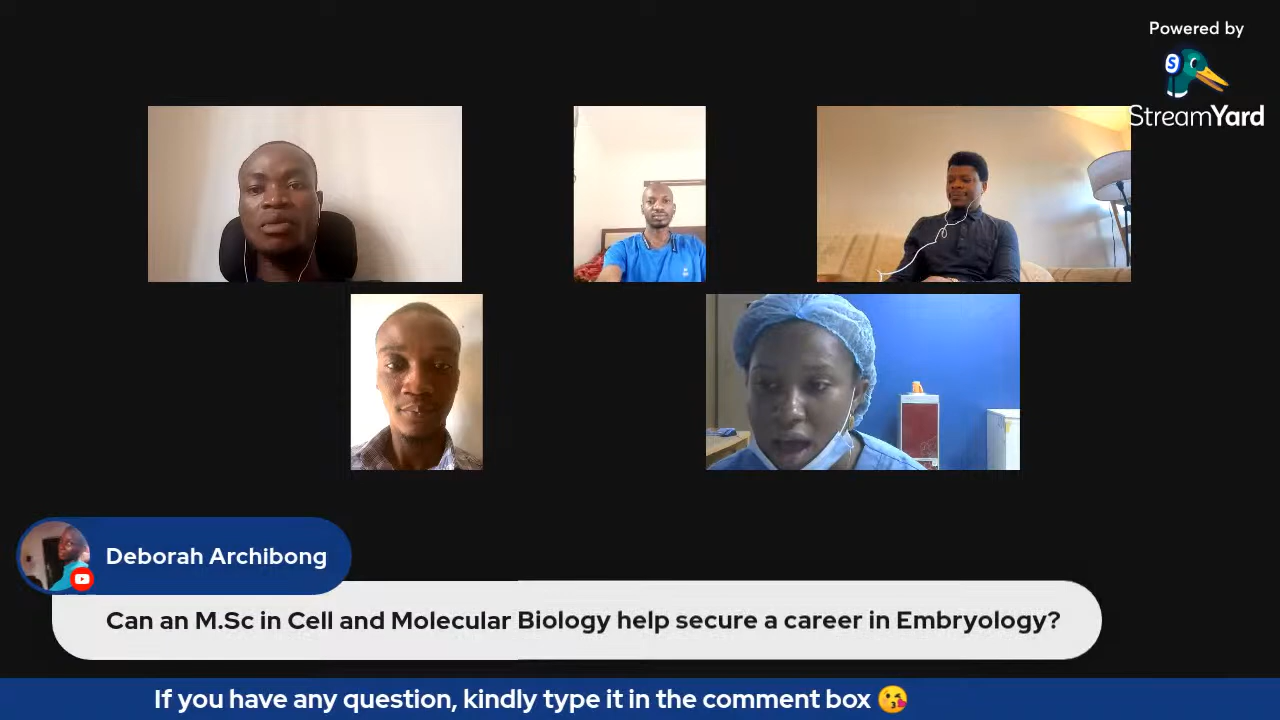 Powered by
StreamYard
Deborah Archibong
Can an M.Sc in Cell and Molecular Biology help secure a career in Embryology?
If you have any question, kindly type it in the comment box 😘